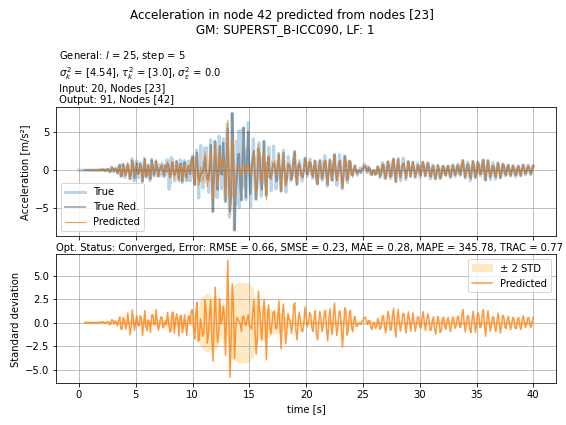 Acceleration in node 42 predicted from nodes [23]
GM: SUPERST_B-ICC090, LF: 1
General: l = 25, step = 5
σ²ₖ = [4.54], τ²ₖ = [3.0], σ²ε = 0.0
Input: 20, Nodes [23]
Output: 91, Nodes [42]
Acceleration [m/s²]
5
0
−5
True
True Red.
Predicted
Opt. Status: Converged, Error: RMSE = 0.66, SMSE = 0.23, MAE = 0.28, MAPE = 345.78, TRAC = 0.77
Standard deviation
5.0
2.5
0.0
−2.5
−5.0
± 2 STD
Predicted
0 5 10 15 20 25 30 35 40
time [s]